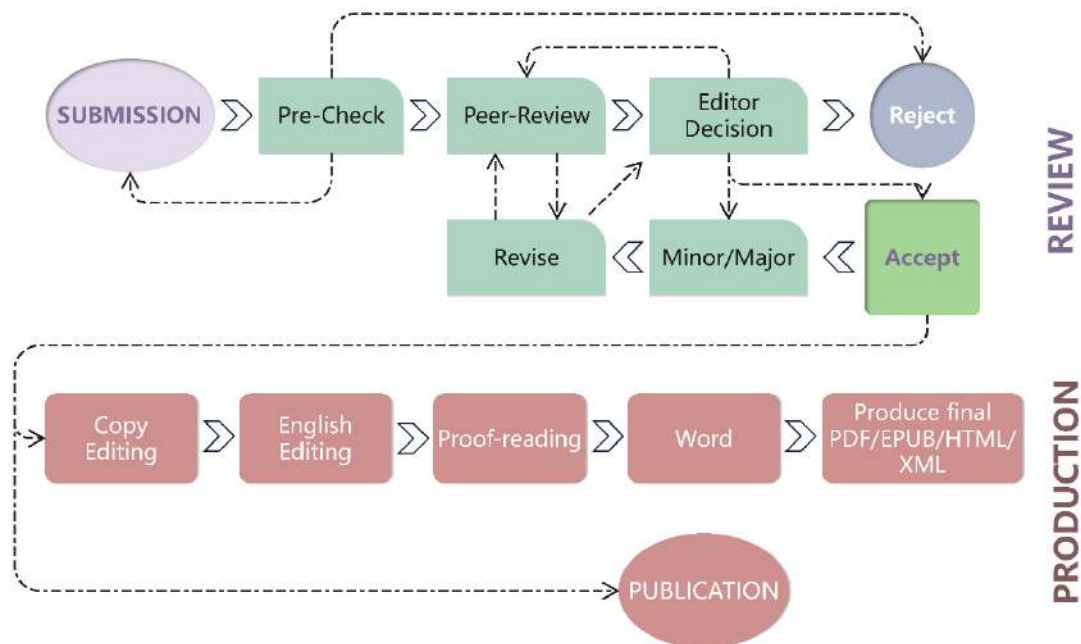 SUBMISSION
Pre-Check
Peer-Review
Editor
Decision
Reject
REVIEW
Revise
Minor/Major
Accept
Copy
Editing
English
Editing
Proof-reading
Word
Produce final
PDF/EPUB/HTML/
XML
PRODUCTION
PUBLICATION